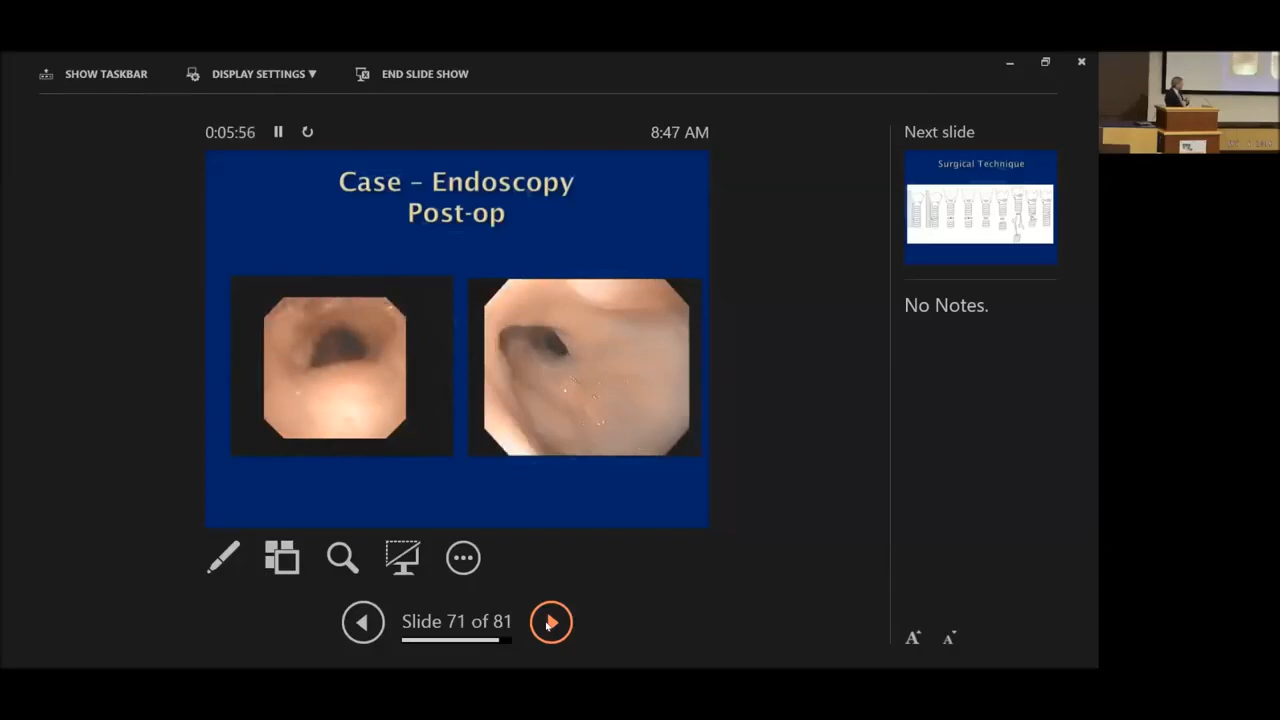 SHOW TASKBAR
DISPLAY SETTINGS ▼
END SLIDE SHOW
0:05:56
8:47 AM
Case – Endoscopy
Post-op
Next slide
Surgical Technique
No Notes.
Slide 71 of 81
A
A